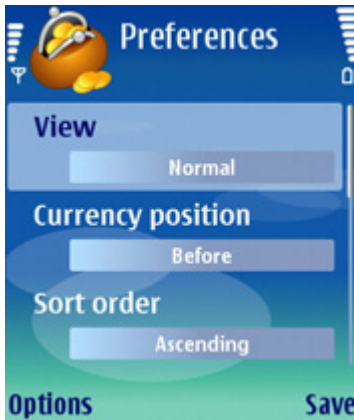 Preferences
View
Normal
Currency position
Before
Sort order
Ascending
Options Save